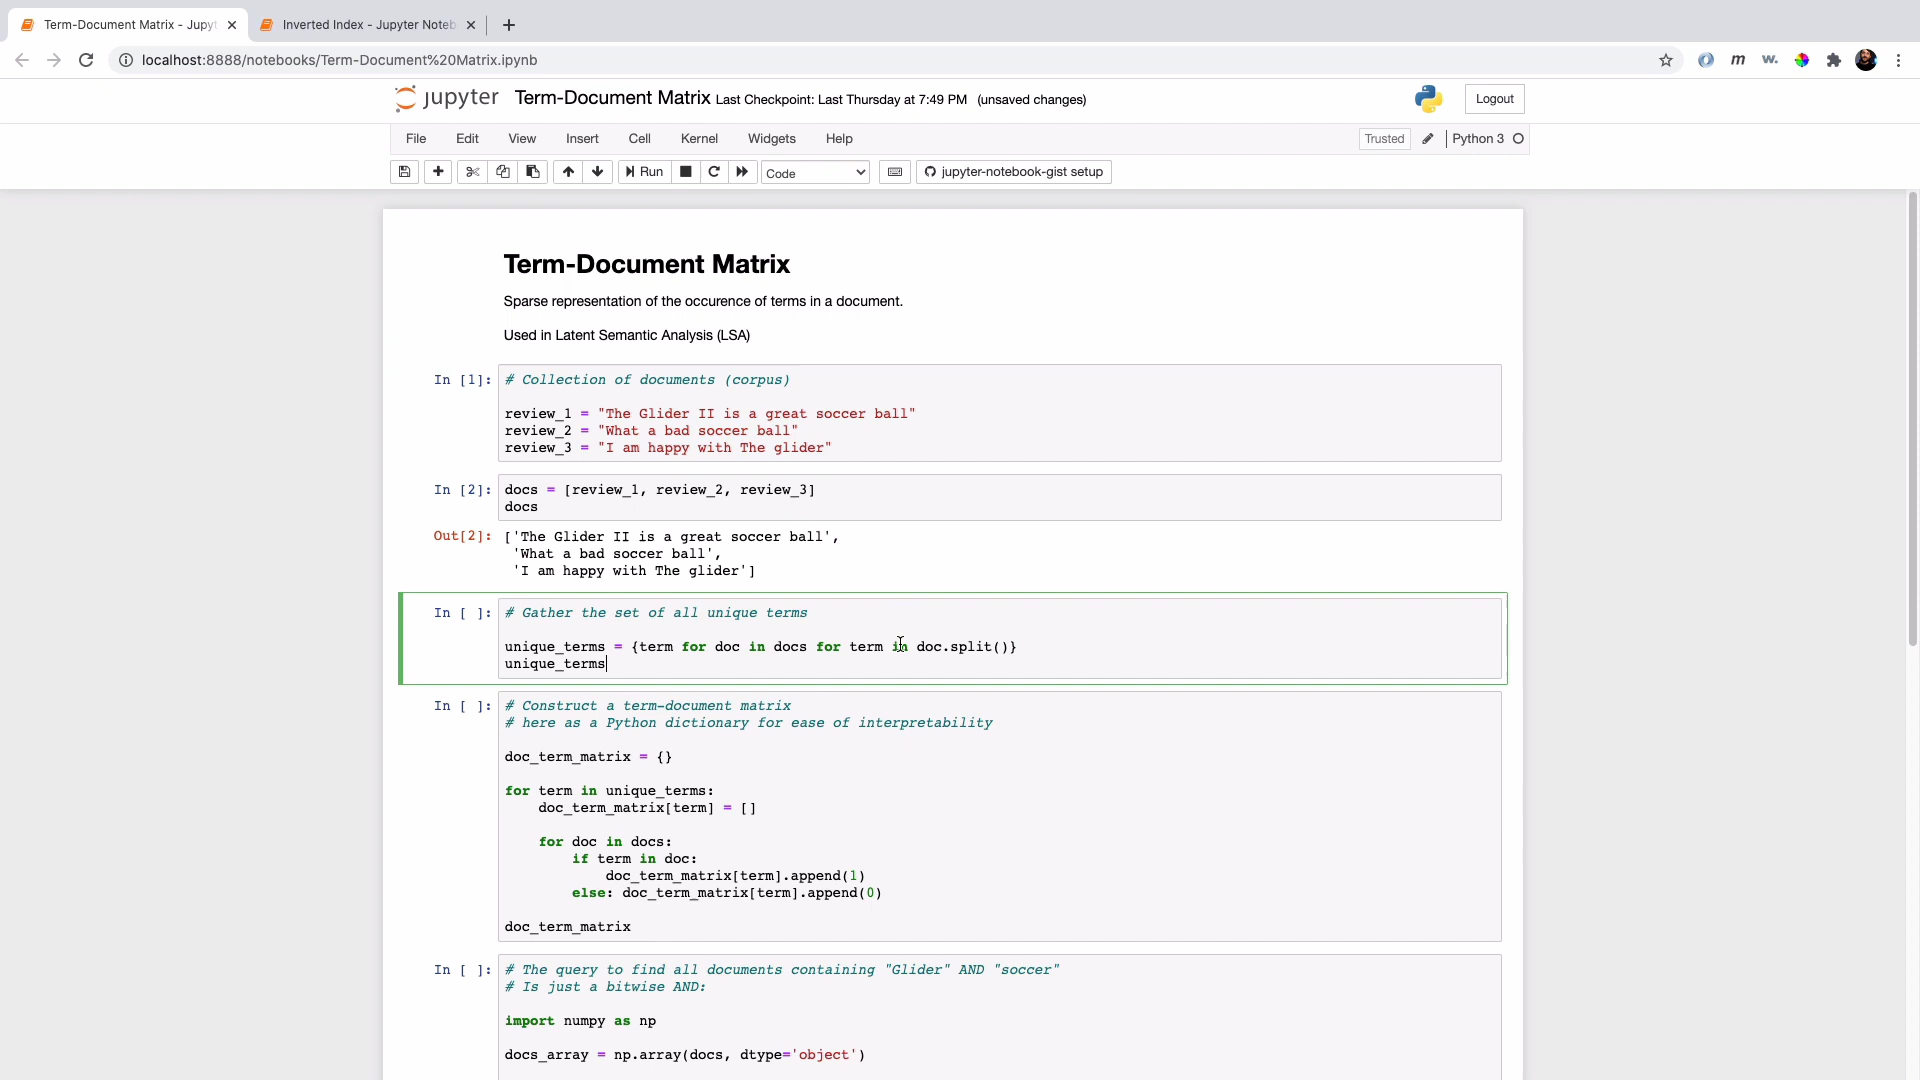 Term-Document Matrix - Jupyt
Inverted Index - Jupyter Noteb
localhost:8888/notebooks/Term-Document%20Matrix.ipynb
jupyter Term-Document Matrix Last Checkpoint: Last Thursday at 7:49 PM (unsaved changes) Logout
File Edit View Insert Cell Kernel Widgets Help Trusted Python 3
Run Code jupyter-notebook-gist setup
Term-Document Matrix
Sparse representation of the occurence of terms in a document.
Used in Latent Semantic Analysis (LSA)
In [1]: # Collection of documents (corpus)
review_1 = "The Glider II is a great soccer ball"
review_2 = "What a bad soccer ball"
review_3 = "I am happy with The glider"
In [2]: docs = [review_1, review_2, review_3]
docs
Out[2]: ['The Glider II is a great soccer ball',
'What a bad soccer ball',
'I am happy with The glider']
In [ ]: # Gather the set of all unique terms
unique_terms = {term for doc in docs for term in doc.split()}
unique_terms
In [ ]: # Construct a term-document matrix
# here as a Python dictionary for ease of interpretability
doc_term_matrix = {}
for term in unique_terms:
doc_term_matrix[term] = []
for doc in docs:
if term in doc:
doc_term_matrix[term].append(1)
else: doc_term_matrix[term].append(0)
doc_term_matrix
In [ ]: # The query to find all documents containing "Glider" AND "soccer"
# Is just a bitwise AND:
import numpy as np
docs_array = np.array(docs, dtype='object')